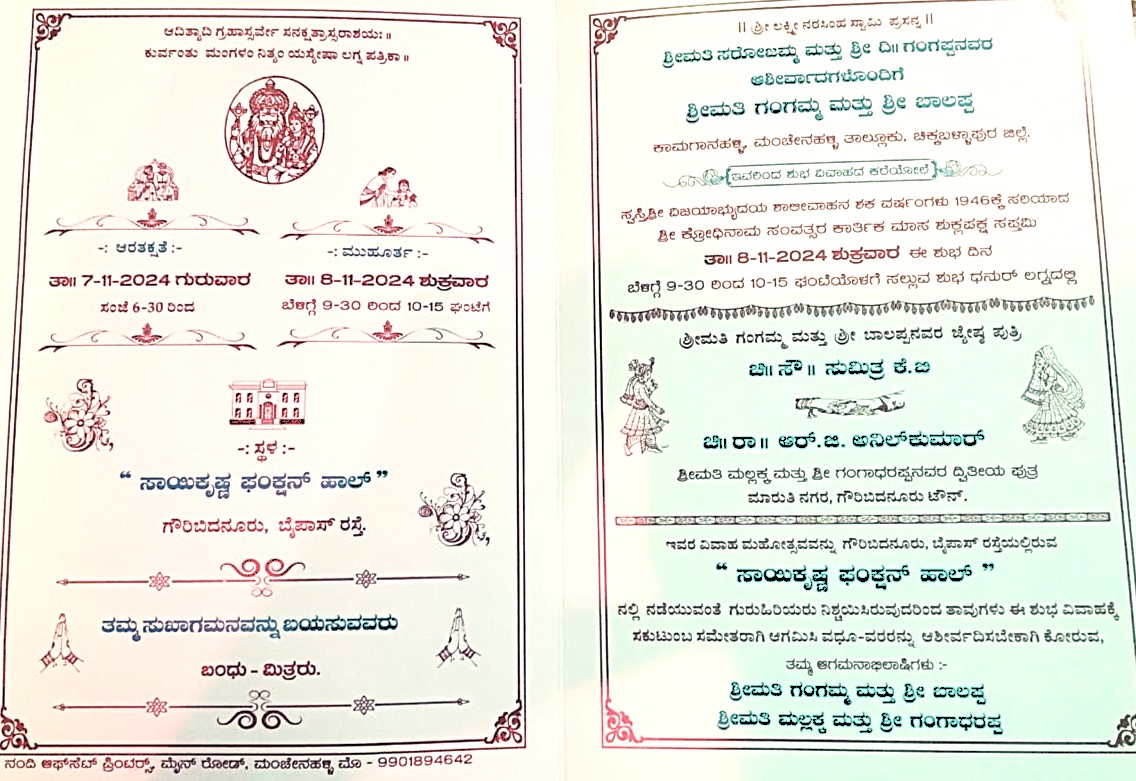 ಆದಿತ್ಯಾದಿ ಗ್ರಹಾಸ್ಸರ್ವೇ ಸನಕ್ಷತ್ರಾಸ್ಸರಾಶಯಃ ॥
ಕುರ್ವಂತು ಮಂಗಳಂ ನಿತ್ಯಂ ಯಸ್ಯೇಷಾ ಲಗ್ನ ಪತ್ರಿಕಾ ॥
-: ಆರತಕ್ಷತೆ :-
ತಾ॥ 7-11-2024 ಗುರುವಾರ
ಸಂಜೆ 6-30 ರಿಂದ
-: ಮುಹೂರ್ತ :-
ತಾ॥ 8-11-2024 ಶುಕ್ರವಾರ
ಬೆಳಿಗ್ಗೆ 9-30 ರಿಂದ 10-15 ಘಂಟೆಗೆ
-: ಸ್ಥಳ :-
“ ಸಾಯಿಕೃಷ್ಣ ಫಂಕ್ಷನ್ ಹಾಲ್ ”
ಗೌರಿಬಿದನೂರು, ಬೈಪಾಸ್ ರಸ್ತೆ.
ತಮ್ಮ ಸುಖಾಗಮನವನ್ನು ಬಯಸುವವರು
ಬಂಧು - ಮಿತ್ರರು.
ನಂದಿ ಆಫ್‌ಸೆಟ್ ಪ್ರಿಂಟರ್‍ಸ್, ಮೈನ್ ರೋಡ್, ಮಂಚೇನಹಳ್ಳಿ ಮೊ - 9901894642
॥ ಶ್ರೀ ಲಕ್ಷ್ಮೀ ನರಸಿಂಹ ಸ್ವಾಮಿ ಪ್ರಸನ್ನ ॥
ಶ್ರೀಮತಿ ಸರೋಜಮ್ಮ ಮತ್ತು ಶ್ರೀ ದಿ॥ ಗಂಗಪ್ಪನವರ
ಆಶೀರ್ವಾದಗಳೊಂದಿಗೆ
ಶ್ರೀಮತಿ ಗಂಗಮ್ಮ ಮತ್ತು ಶ್ರೀ ಬಾಲಪ್ಪ
ಕಾಮಗಾನಹಳ್ಳಿ, ಮಂಚೇನಹಳ್ಳಿ ತಾಲ್ಲೂಕು, ಚಿಕ್ಕಬಳ್ಳಾಪುರ ಜಿಲ್ಲೆ.
ಇವರಿಂದ ಶುಭ ವಿವಾಹದ ಕರೆಯೋಲೆ
ಸ್ವಸ್ತಿಶ್ರೀ ವಿಜಯಾಭ್ಯುದಯ ಶಾಲೀವಾಹನ ಶಕ ವರ್ಷಂಗಳು 1946ಕ್ಕೆ ಸರಿಯಾದ
ಶ್ರೀ ಕ್ರೋಧಿನಾಮ ಸಂವತ್ಸರ ಕಾರ್ತಿಕ ಮಾಸ ಶುಕ್ಲಪಕ್ಷ ಸಪ್ತಮಿ
ತಾ॥ 8-11-2024 ಶುಕ್ರವಾರ ಈ ಶುಭ ದಿನ
ಬೆಳಿಗ್ಗೆ 9-30 ರಿಂದ 10-15 ಘಂಟೆಯೊಳಗೆ ಸಲ್ಲುವ ಶುಭ ಧನುರ್ ಲಗ್ನದಲ್ಲಿ
ಶ್ರೀಮತಿ ಗಂಗಮ್ಮ ಮತ್ತು ಶ್ರೀ ಬಾಲಪ್ಪನವರ ಜ್ಯೇಷ್ಠ ಪುತ್ರಿ
ಚಿ॥ ಸೌ॥ ಸುಮಿತ್ರ ಕೆ.ಬಿ
ಚಿ॥ ರಾ॥ ಆರ್.ಜಿ. ಅನಿಲ್‌ಕುಮಾರ್
ಶ್ರೀಮತಿ ಮಲ್ಲಕ್ಕ ಮತ್ತು ಶ್ರೀ ಗಂಗಾಧರಪ್ಪನವರ ದ್ವಿತೀಯ ಪುತ್ರ
ಮಾರುತಿ ನಗರ, ಗೌರಿಬಿದನೂರು ಟೌನ್.
ಇವರ ವಿವಾಹ ಮಹೋತ್ಸವವನ್ನು ಗೌರಿಬಿದನೂರು, ಬೈಪಾಸ್ ರಸ್ತೆಯಲ್ಲಿರುವ
“ ಸಾಯಿಕೃಷ್ಣ ಫಂಕ್ಷನ್ ಹಾಲ್ ”
ನಲ್ಲಿ ನಡೆಯುವಂತೆ ಗುರುಹಿರಿಯರು ನಿಶ್ಚಯಿಸಿರುವುದರಿಂದ ತಾವುಗಳು ಈ ಶುಭ ವಿವಾಹಕ್ಕೆ
ಸಕುಟುಂಬ ಸಮೇತರಾಗಿ ಆಗಮಿಸಿ ವಧೂ-ವರರನ್ನು ಆಶೀರ್ವದಿಸಬೇಕಾಗಿ ಕೋರುವ,
ತಮ್ಮ ಆಗಮನಾಭಿಲಾಷಿಗಳು :-
ಶ್ರೀಮತಿ ಗಂಗಮ್ಮ ಮತ್ತು ಶ್ರೀ ಬಾಲಪ್ಪ
ಶ್ರೀಮತಿ ಮಲ್ಲಕ್ಕ ಮತ್ತು ಶ್ರೀ ಗಂಗಾಧರಪ್ಪ